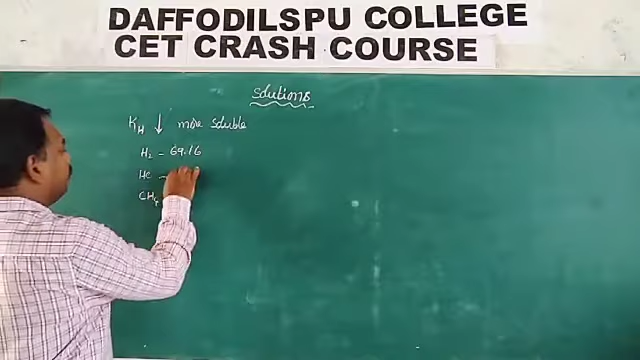 DAFFODILSPU COLLEGE
CET CRASH COURSE
Solutions
KH ↓ more soluble
H2 - 69.16
He -
CH4